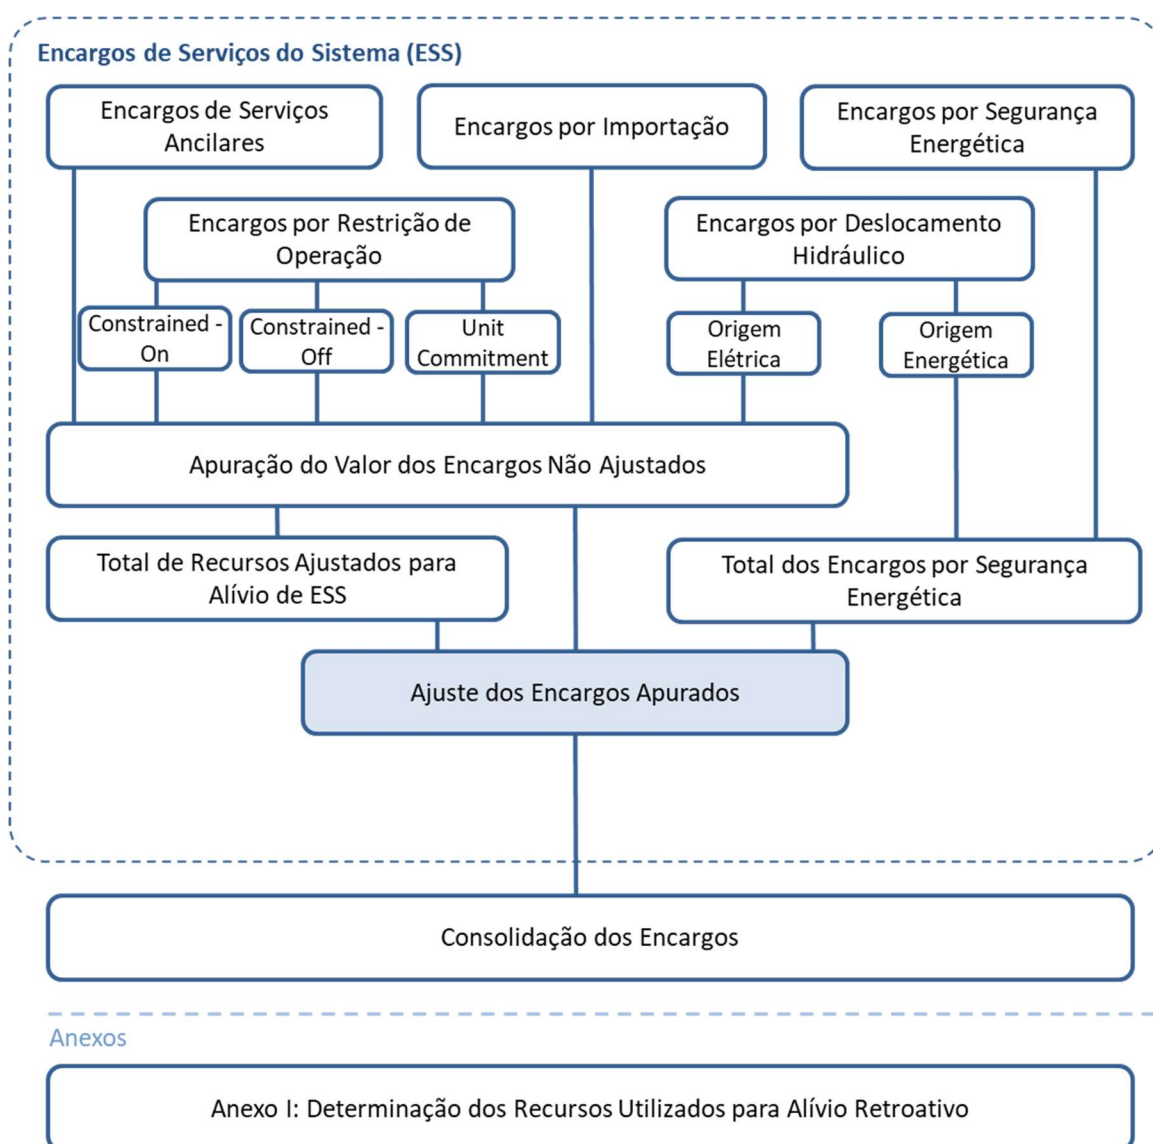 Encargos de Serviços do Sistema (ESS)
Encargos de Serviços
Ancilares
Encargos por Importação
Encargos por Segurança
Energética
Encargos por Restrição de
Operação
Encargos por Deslocamento
Hidráulico
Constrained -
On
Constrained -
Off
Unit
Commitment
Origem
Elétrica
Origem
Energética
Apuração do Valor dos Encargos Não Ajustados
Total de Recursos Ajustados para
Alívio de ESS
Total dos Encargos por Segurança
Energética
Ajuste dos Encargos Apurados
Consolidação dos Encargos
Anexos
Anexo I: Determinação dos Recursos Utilizados para Alívio Retroativo